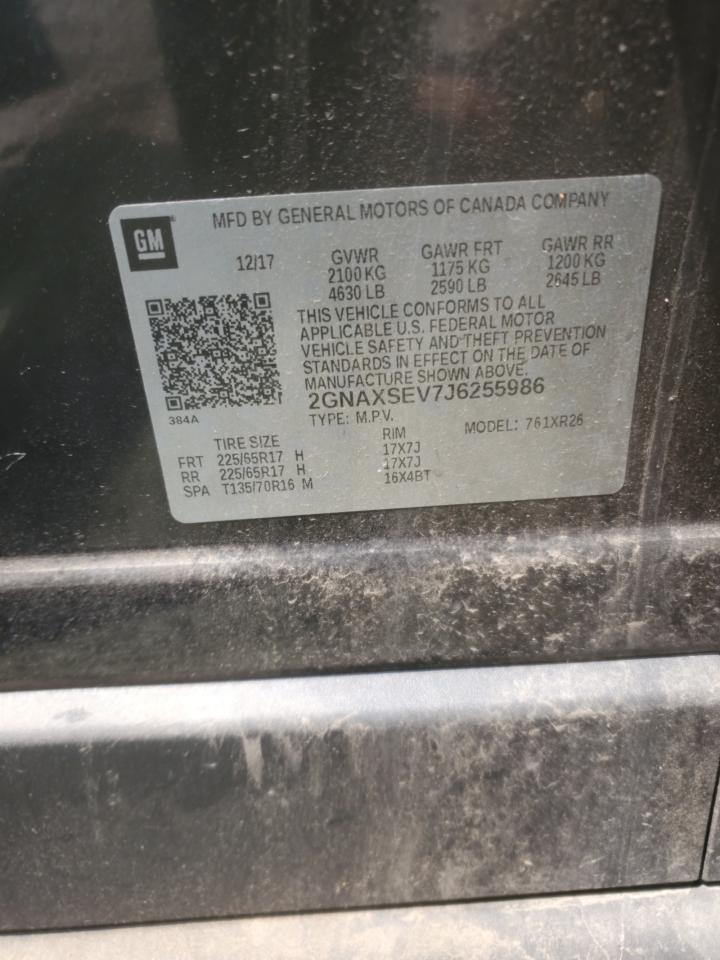 GM
MFD BY GENERAL MOTORS OF CANADA COMPANY
12/17
GVWR GAWR FRT GAWR RR
2100 KG 1175 KG 1200 KG
4630 LB 2590 LB 2645 LB
THIS VEHICLE CONFORMS TO ALL
APPLICABLE U.S. FEDERAL MOTOR
VEHICLE SAFETY AND THEFT PREVENTION
STANDARDS IN EFFECT ON THE DATE OF
MANUFACTURE SHOWN ABOVE.
2GNAXSEV7J6255986
384A
TYPE: M.P.V. MODEL: 761XR26
TIRE SIZE RIM
FRT 225/65R17 H 17X7J
RR 225/65R17 H 17X7J
SPA T135/70R16 M 16X4BT